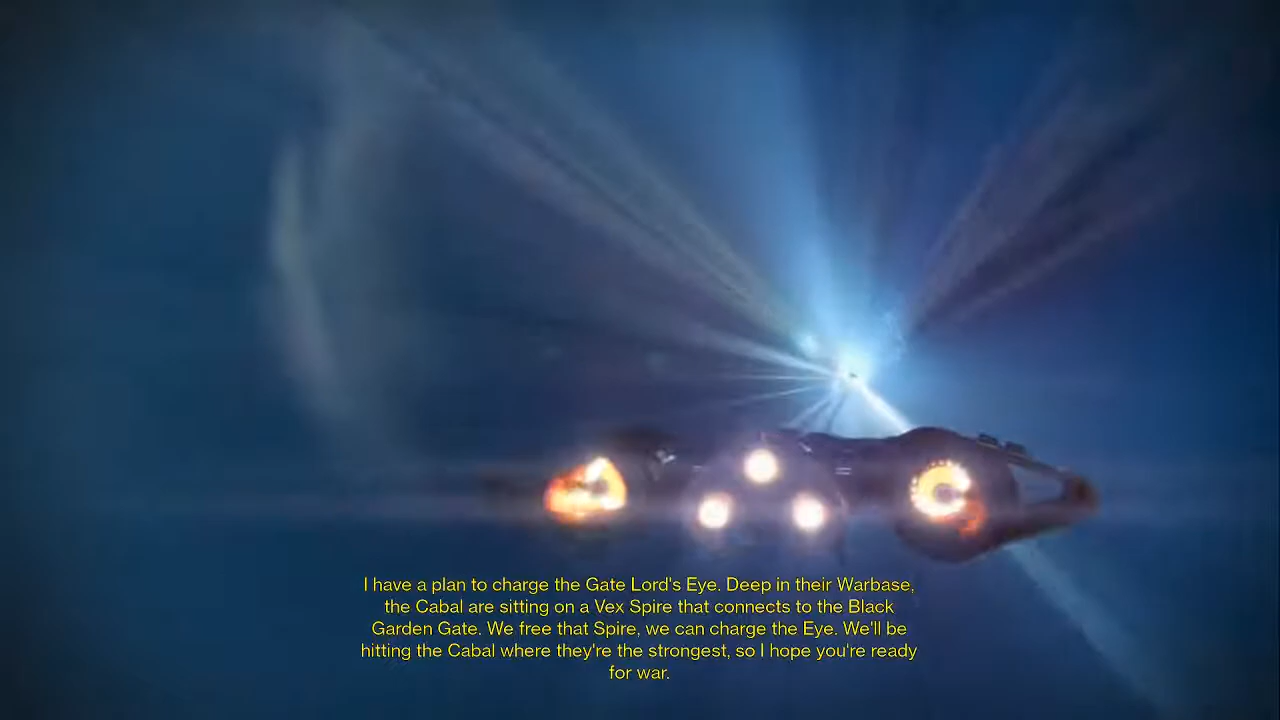 I have a plan to charge the Gate Lord's Eye. Deep in their Warbase,
the Cabal are sitting on a Vex Spire that connects to the Black
Garden Gate. We free that Spire, we can charge the Eye. We'll be
hitting the Cabal where they're the strongest, so I hope you're ready
for war.